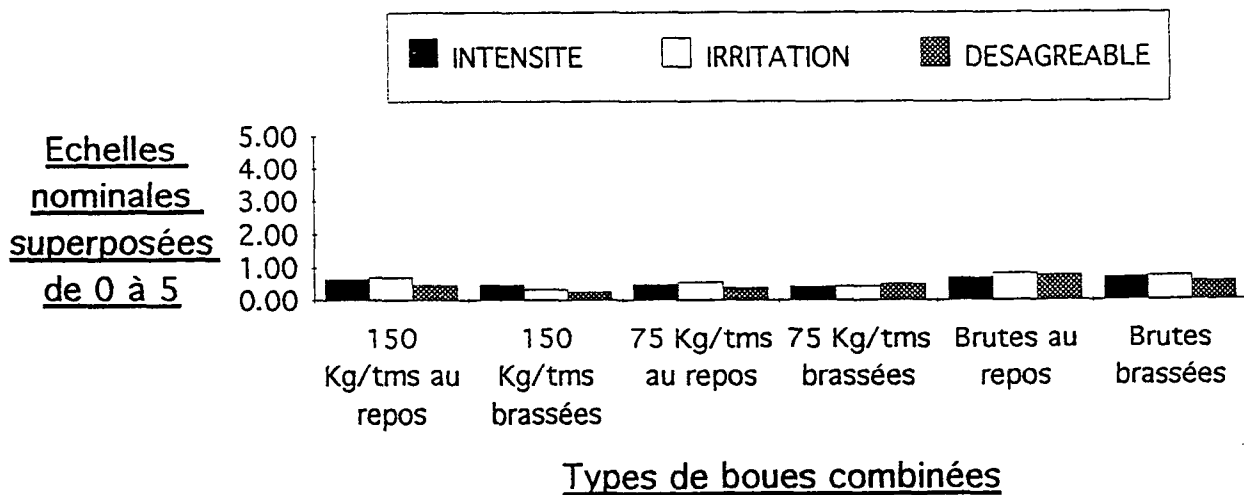 INTENSITE IRRITATION DESAGREABLE
Echelles
nominales
superposées
de 0 à 5
5.00
4.00
3.00
2.00
1.00
0.00
150 150 75 Kg/tms 75 Kg/tms Brutes au Brutes
Kg/tms au Kg/tms au repos brassées repos brassées
repos brassées
Types de boues combinées